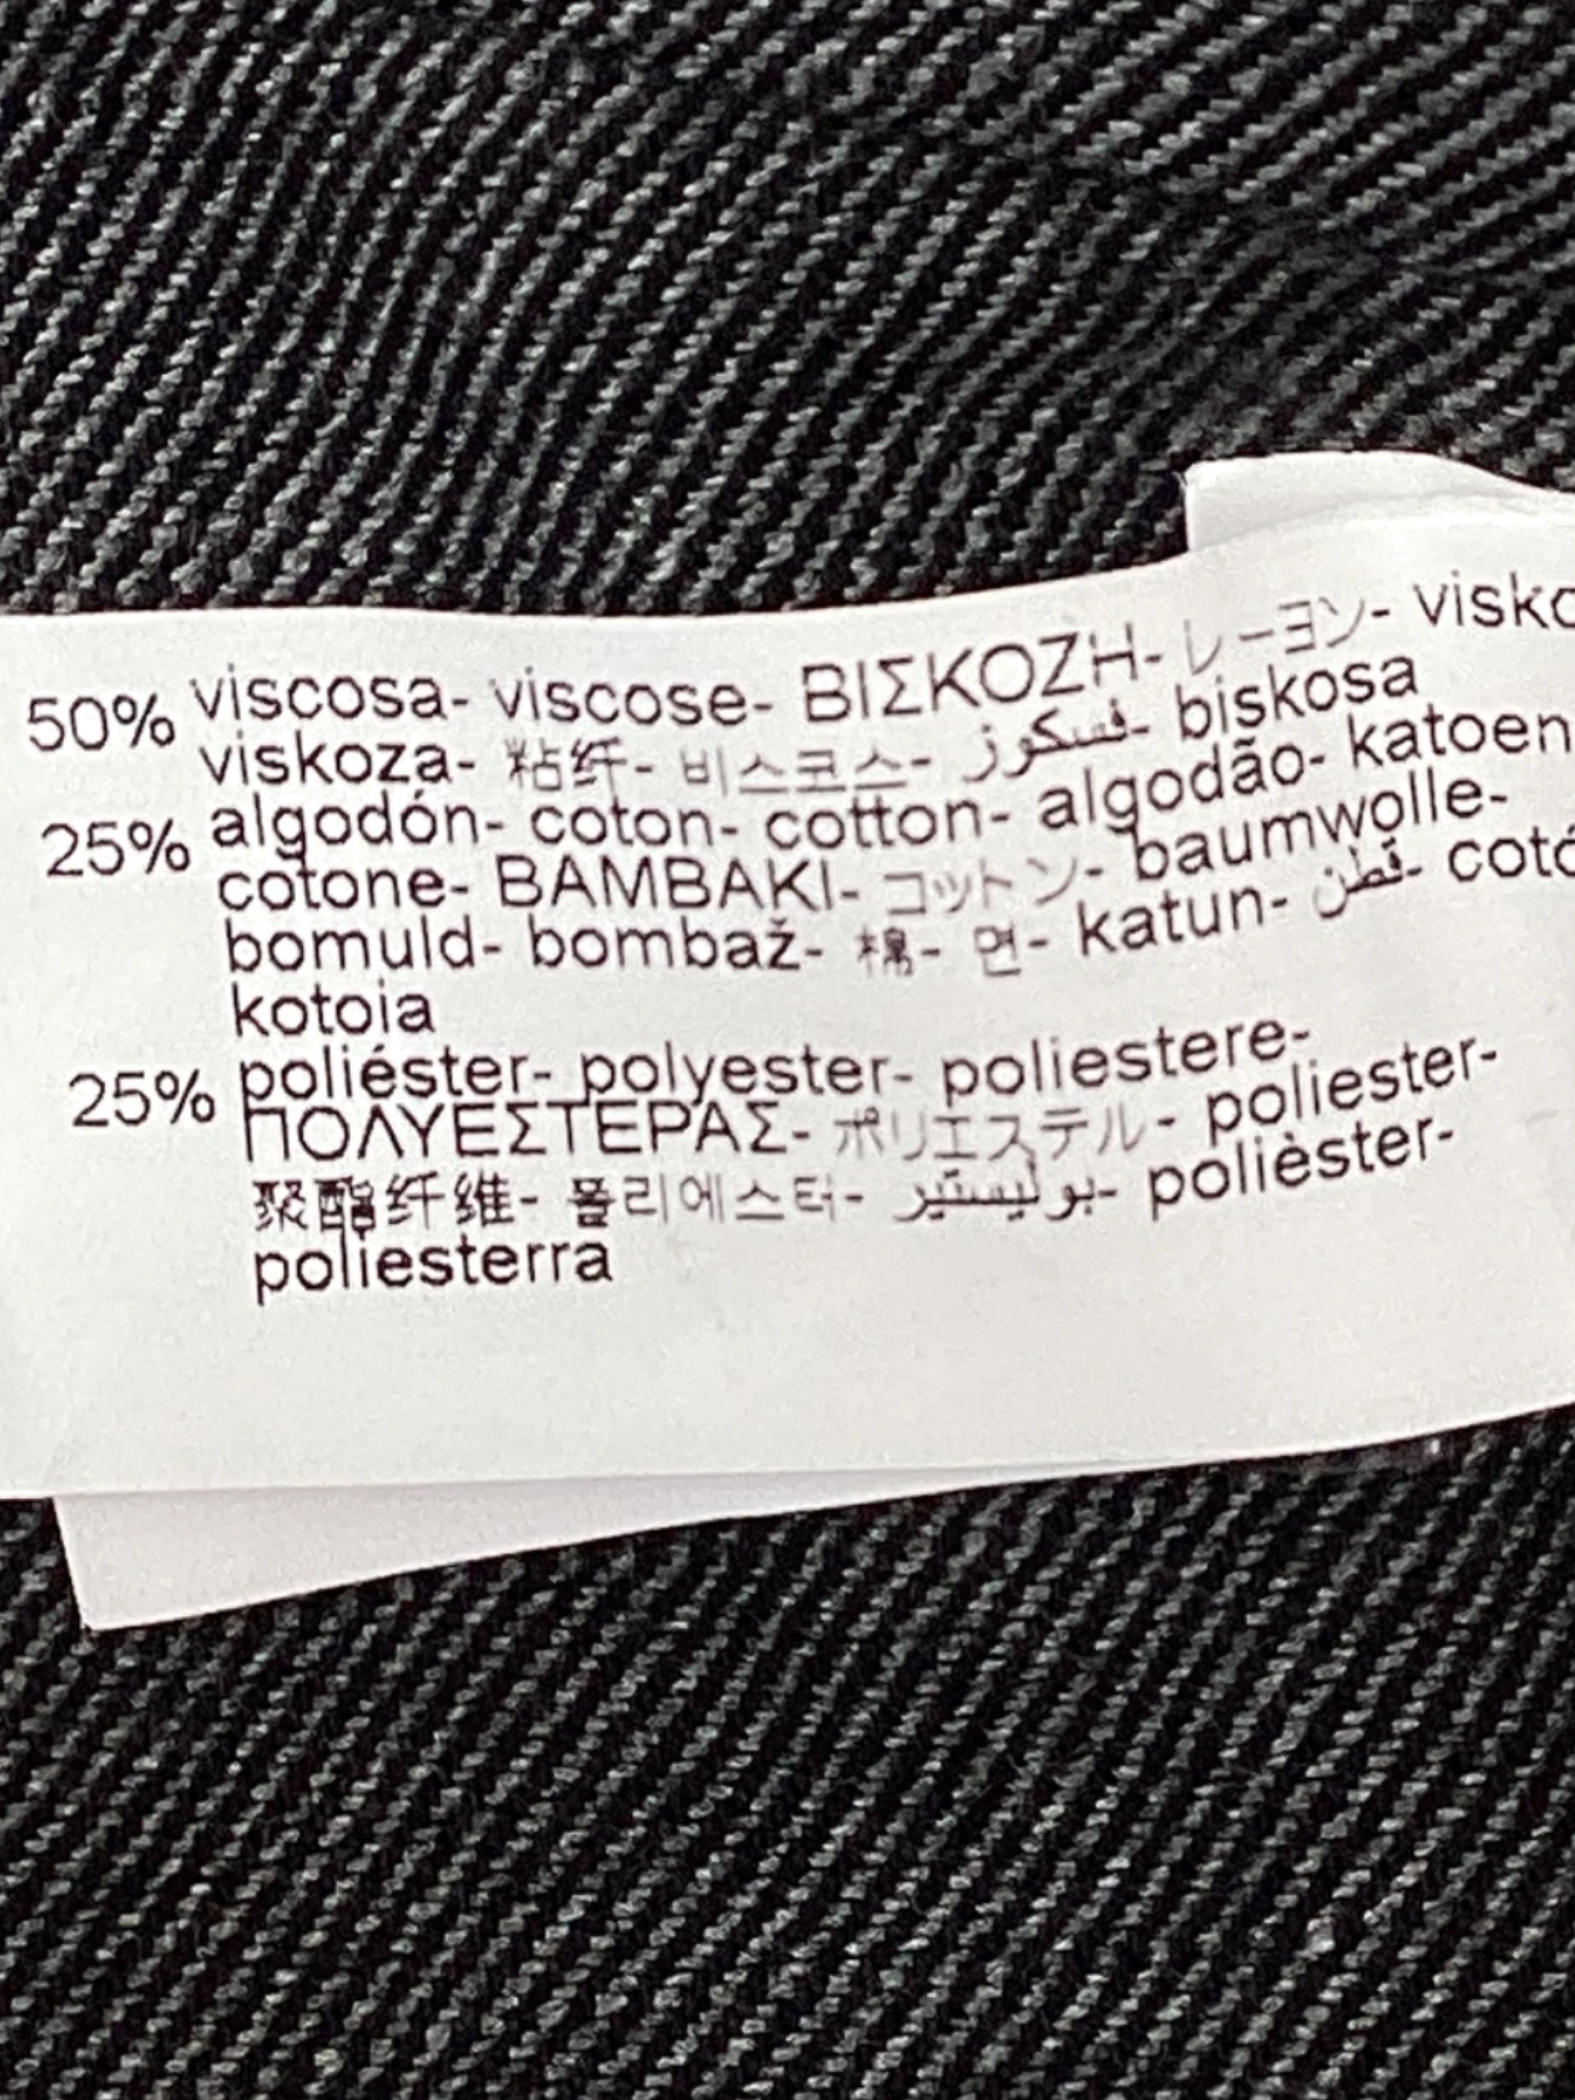 50% viscosa- viscose- ΒΙΣΚΟΖΗ- レーヨン-
viskoza- 粘纤- 비스코스- فسكوز- biskosa
25% algodón- coton- cotton- algodão- katoen
cotone- BAMBAKI- コットン- baumwolle-
bomuld- bombaž- 棉- 면- katun- قطن-
kotoia
25% poliéster- polyester- poliestere-
ΠΟΛΥΕΣΤΕΡΑΣ- ポリエステル- poliester-
聚酯纤维- 폴리에스터- بوليستير- polièster-
poliesterra